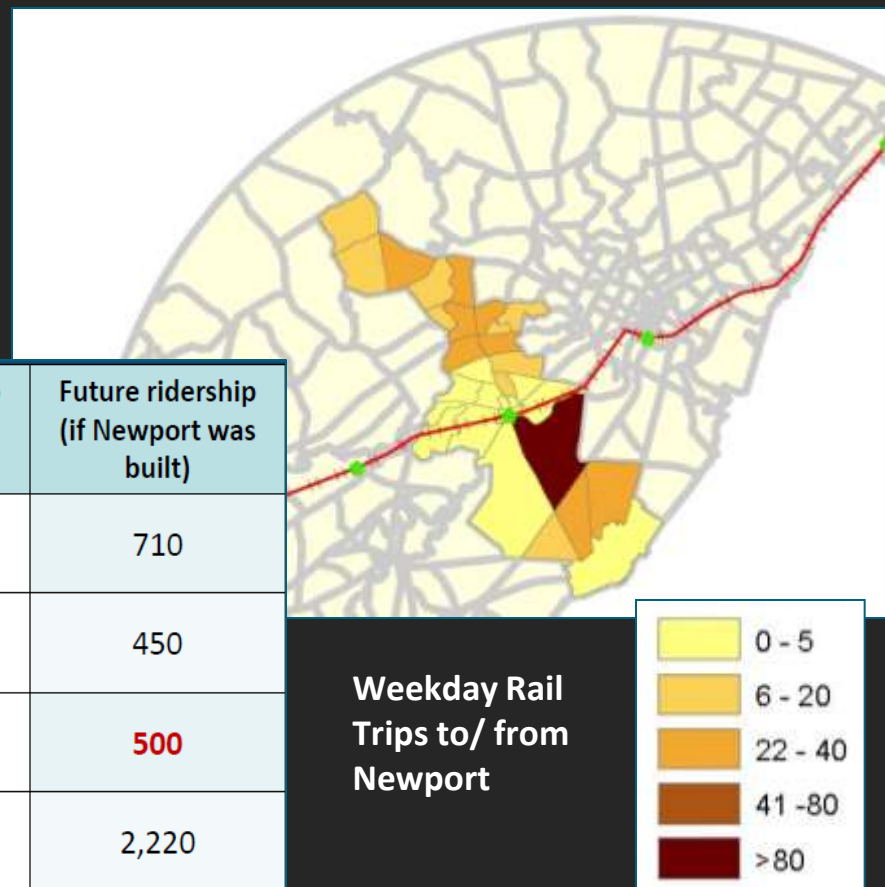 Future ridership
(if Newport was
built)
710
450
500
2,220
Weekday Rail
Trips to/ from
Newport
0 - 5
6 - 20
22 - 40
41 -80
>80